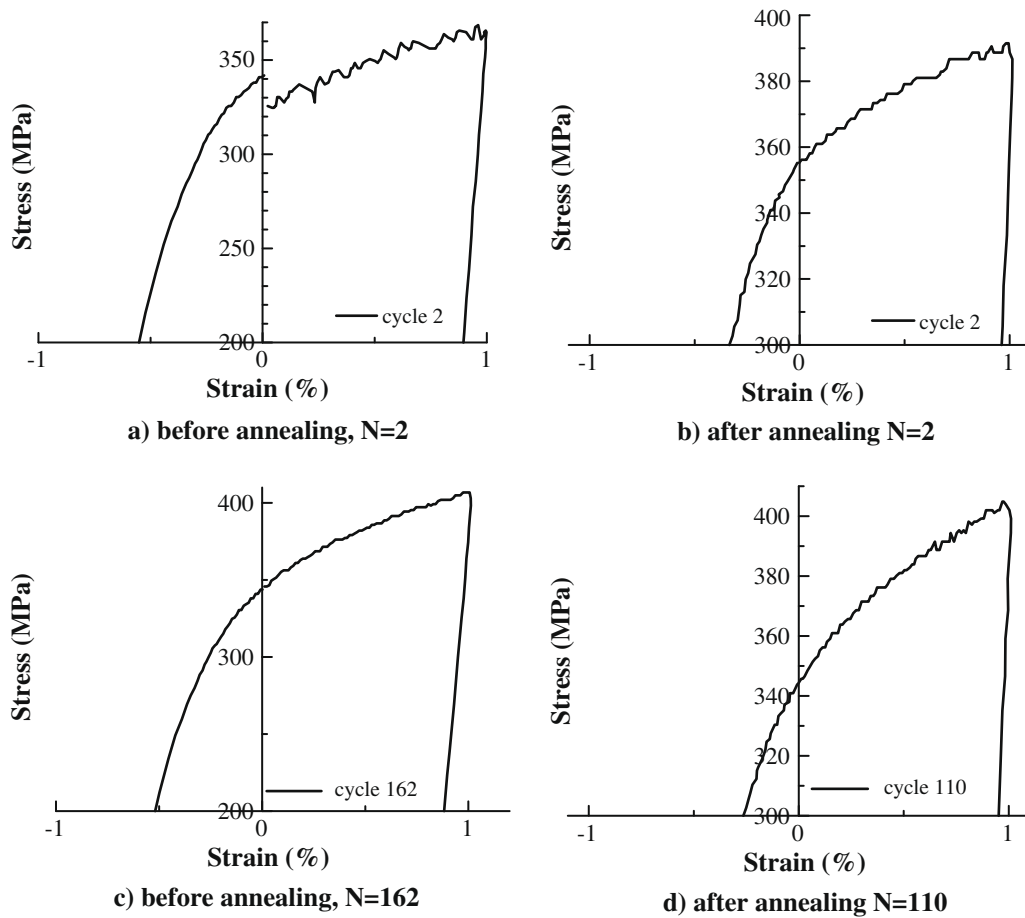 350
300
250
200
Stress (MPa)
cycle 2
-1
0
1
Strain (%)
a) before annealing, N=2
400
380
360
340
320
300
Stress (MPa)
cycle 2
-1
0
1
Strain (%)
b) after annealing N=2
400
300
200
Stress (MPa)
cycle 162
-1
0
1
Strain (%)
c) before annealing, N=162
400
380
360
340
320
300
Stress (MPa)
cycle 110
-1
0
1
Strain (%)
d) after annealing N=110